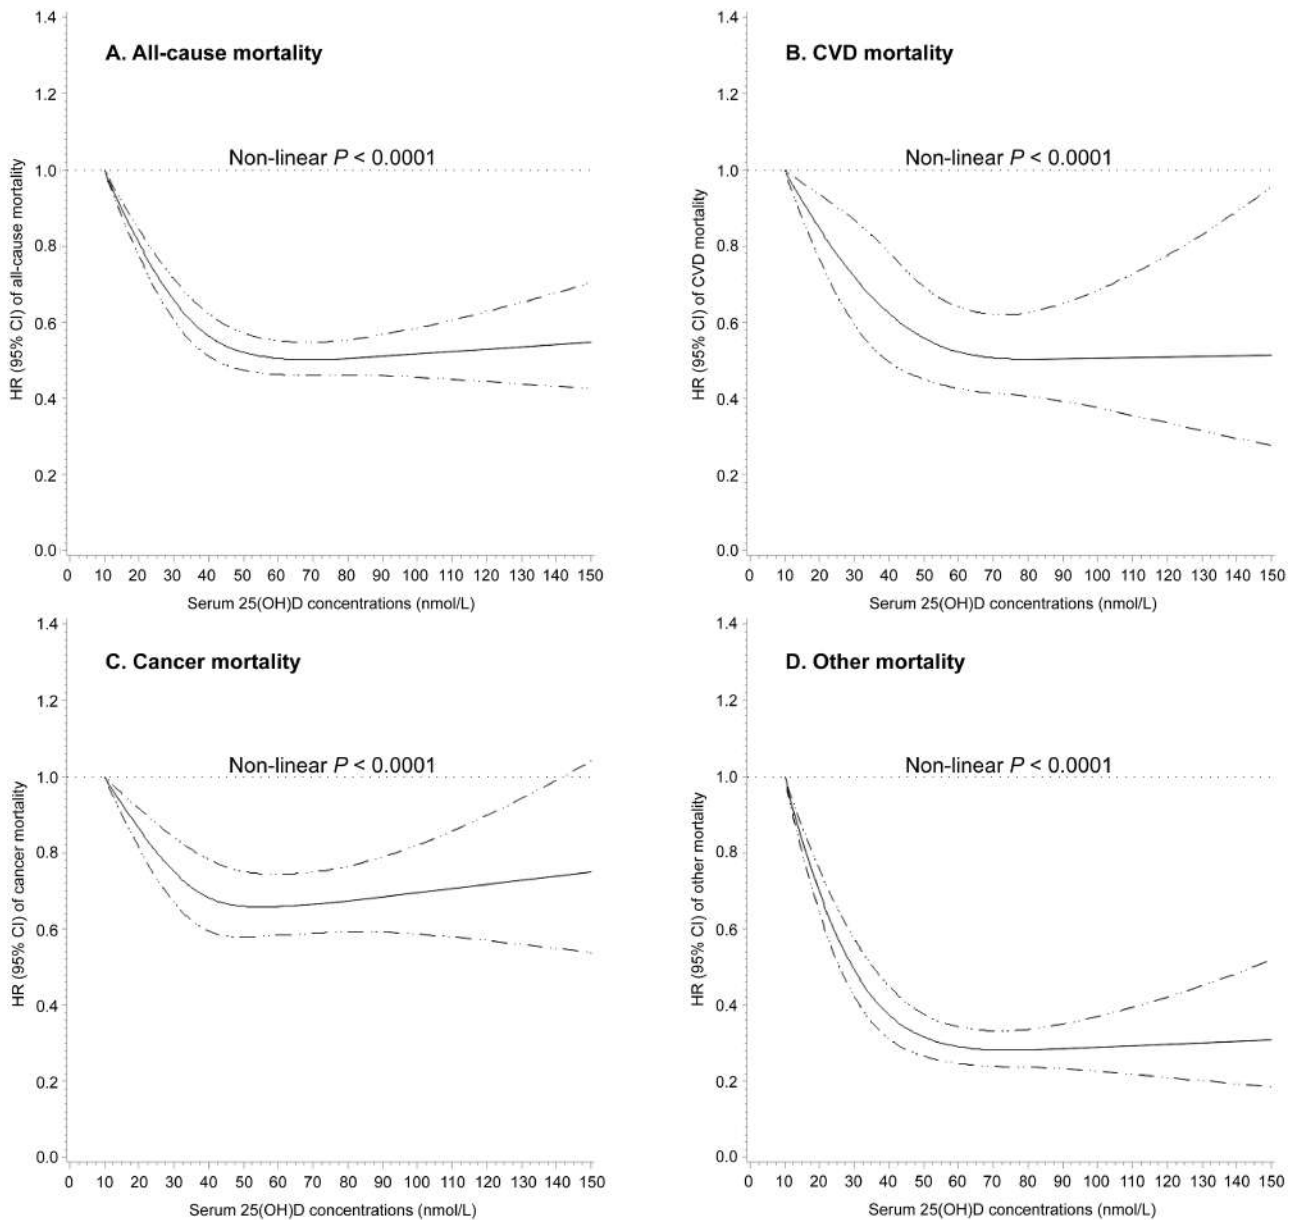 A. All-cause mortality
Non-linear P < 0.0001
HR (95% CI) of all-cause mortality
1.4
1.2
1.0
0.8
0.6
0.4
0.2
0.0
0 10 20 30 40 50 60 70 80 90 100 110 120 130 140 150
Serum 25(OH)D concentrations (nmol/L)
B. CVD mortality
Non-linear P < 0.0001
HR (95% CI) of CVD mortality
1.4
1.2
1.0
0.8
0.6
0.4
0.2
0.0
0 10 20 30 40 50 60 70 80 90 100 110 120 130 140 150
Serum 25(OH)D concentrations (nmol/L)
C. Cancer mortality
Non-linear P < 0.0001
HR (95% CI) of cancer mortality
1.4
1.2
1.0
0.8
0.6
0.4
0.2
0.0
0 10 20 30 40 50 60 70 80 90 100 110 120 130 140 150
Serum 25(OH)D concentrations (nmol/L)
D. Other mortality
Non-linear P < 0.0001
HR (95% CI) of other mortality
1.4
1.2
1.0
0.8
0.6
0.4
0.2
0.0
0 10 20 30 40 50 60 70 80 90 100 110 120 130 140 150
Serum 25(OH)D concentrations (nmol/L)